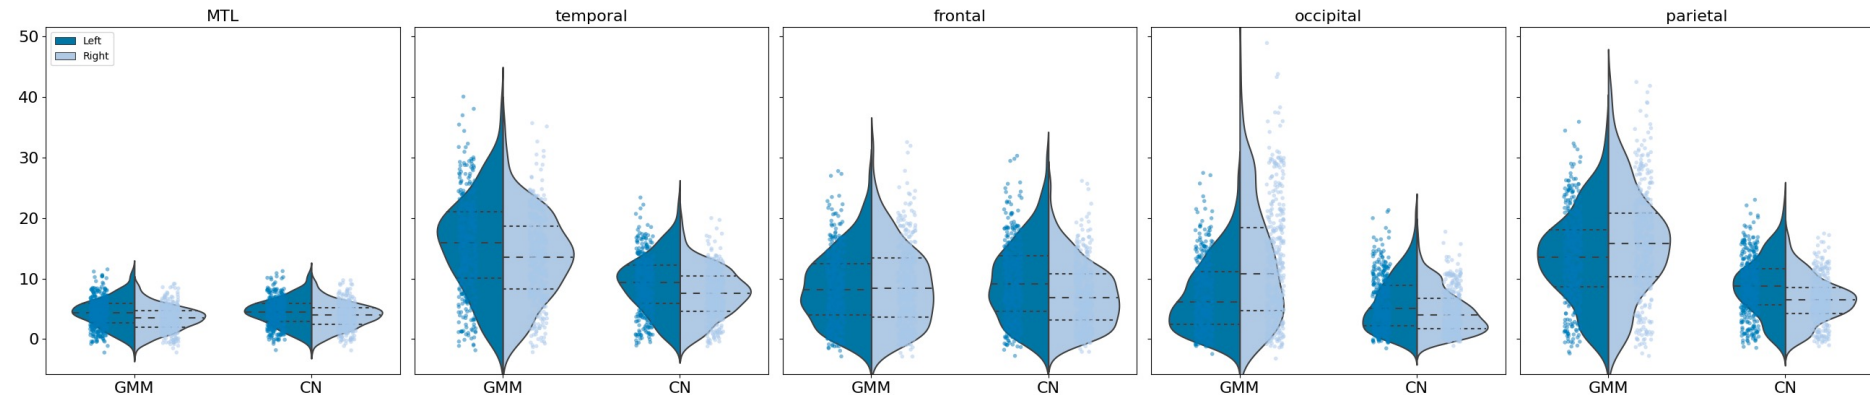 MTL
temporal
frontal
occipital
parietal
50
40
30
20
10
0
Left
Right
GMM
CN
GMM
CN
GMM
CN
GMM
CN
GMM
CN